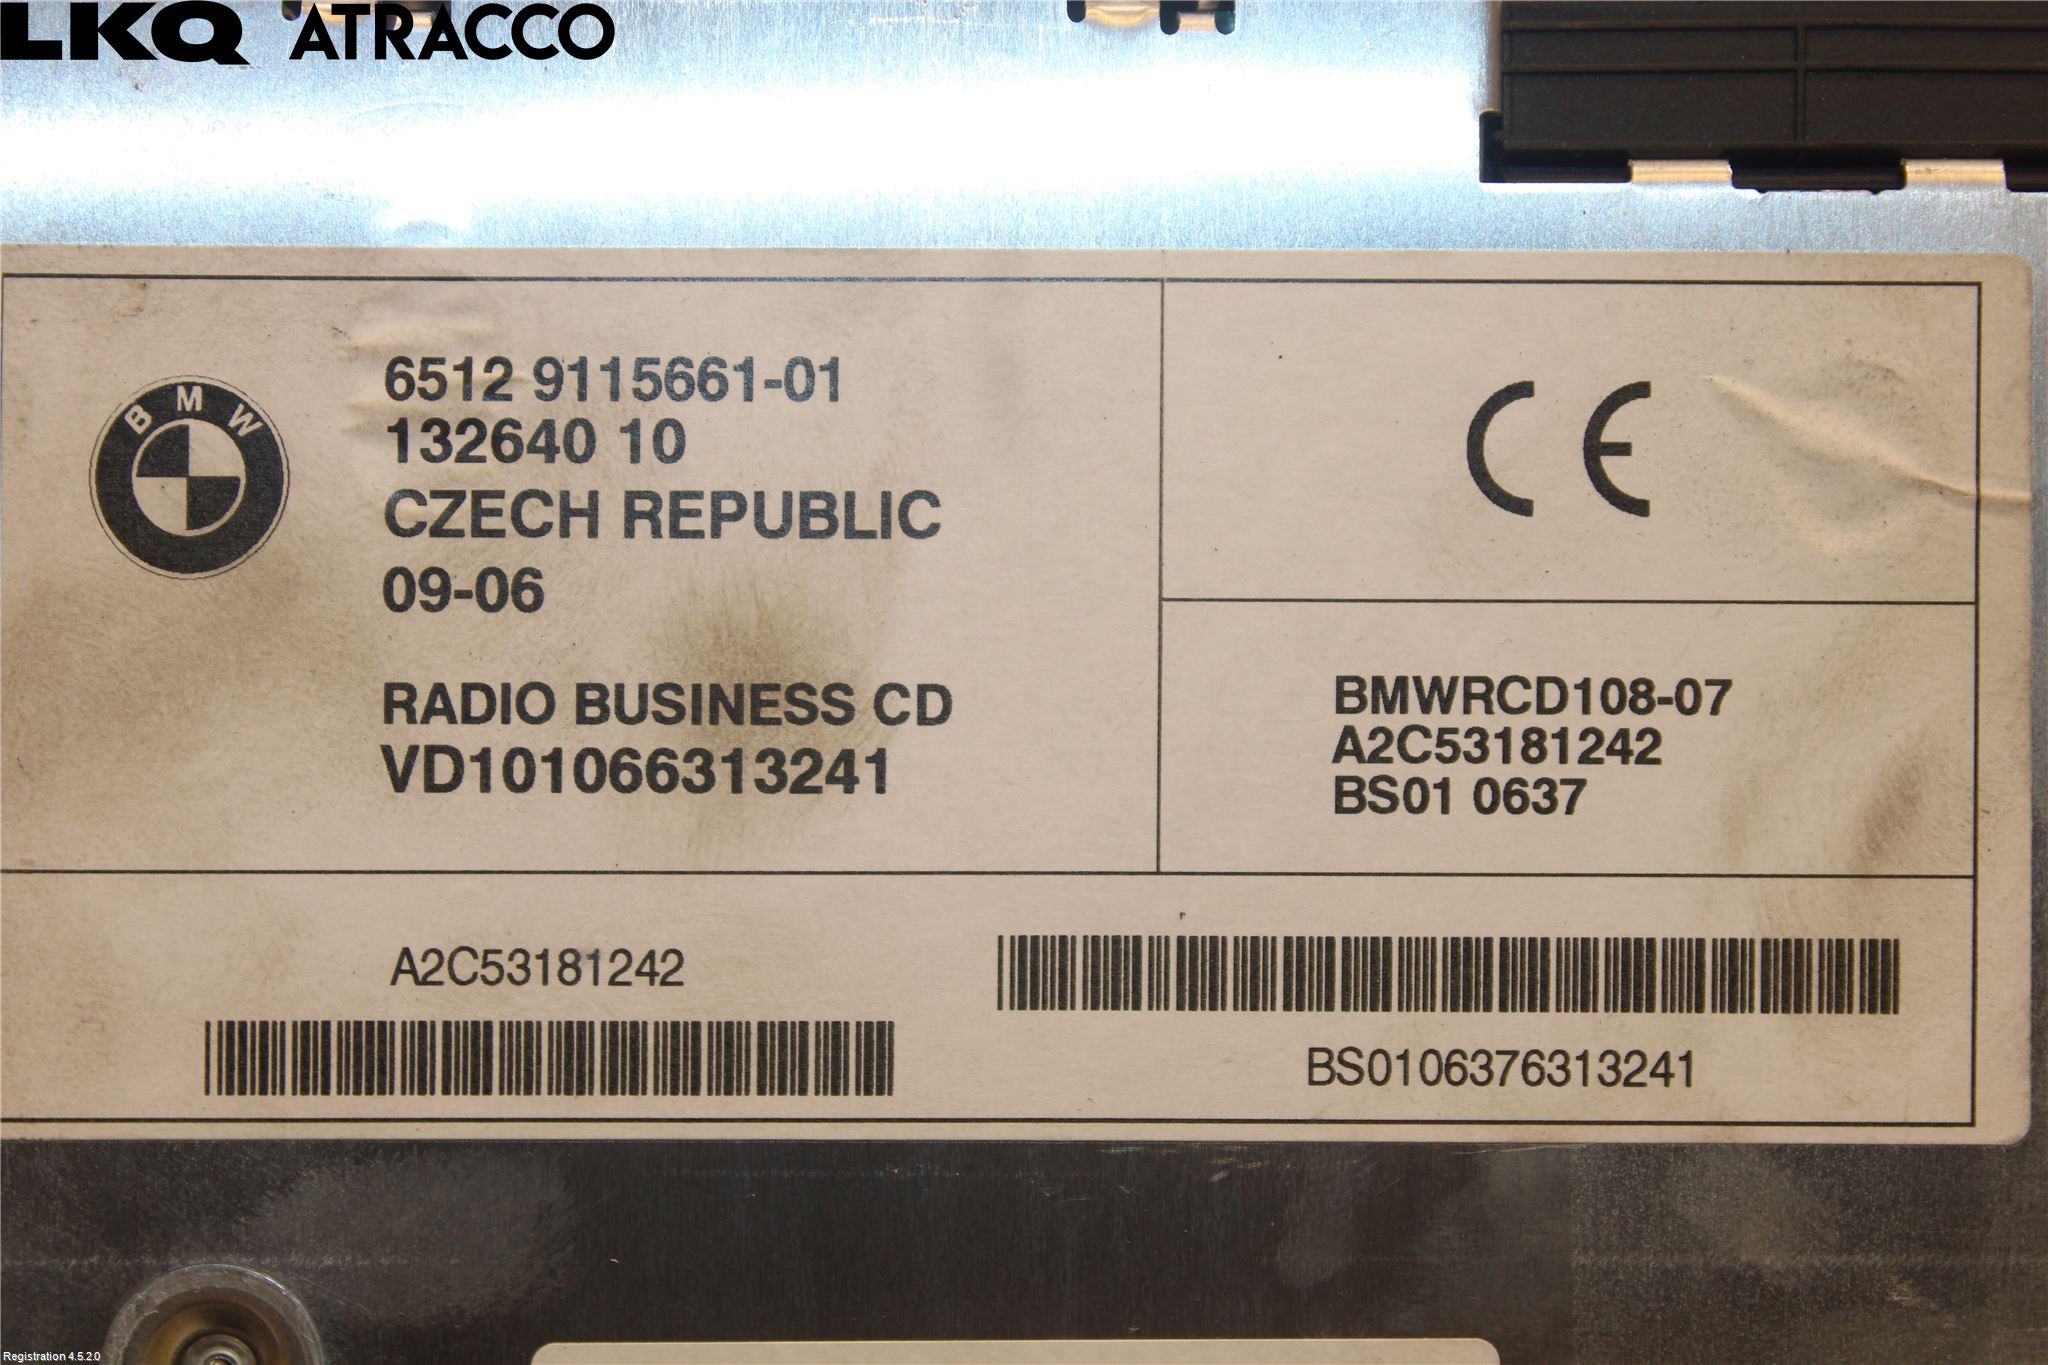 LKQ ATRACCO
BMW
6512 9115661-01
132640 10
CZECH REPUBLIC
09-06
RADIO BUSINESS CD
VD101066313241
CE
BMWRCD108-07
A2C53181242
BS01 0637
A2C53181242
BS0106376313241
Registration 4.5.2.0